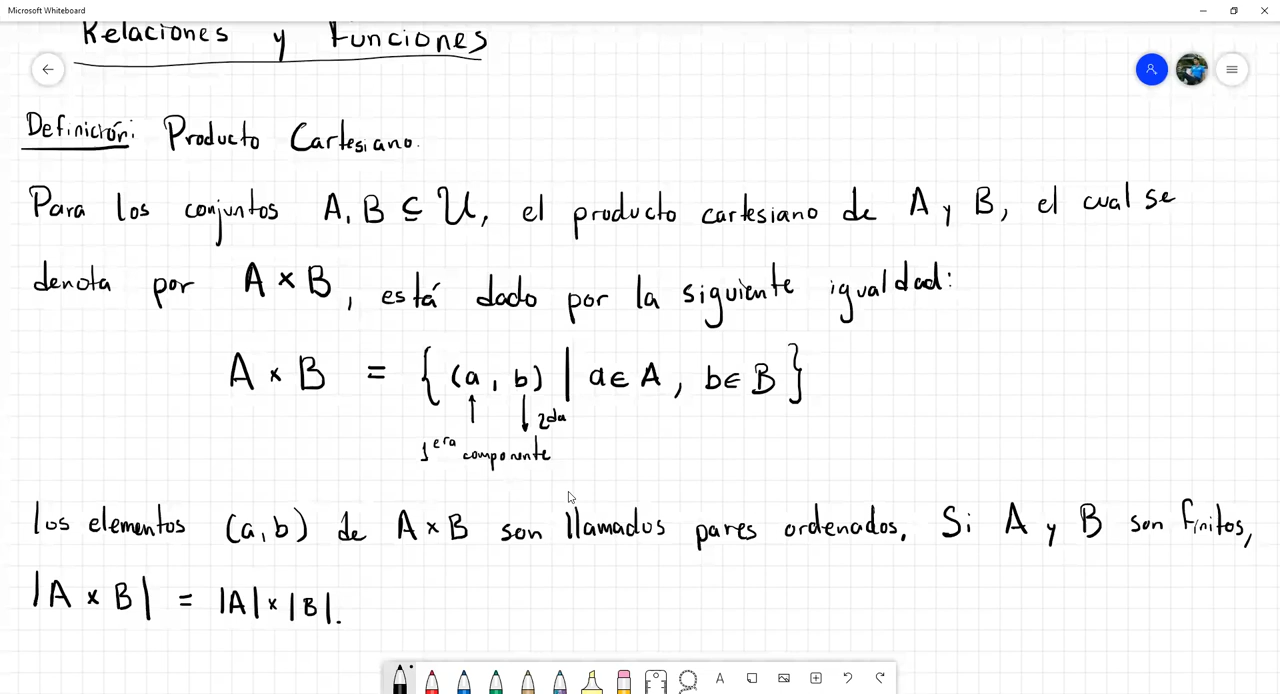 Microsoft Whiteboard
Relaciones y Funciones
Definición: Producto Cartesiano.
Para los conjuntos A, B ⊆ U, el producto cartesiano de A y B, el cual se
denota por A × B, está dado por la siguiente igualdad:
A × B = { (a, b) | a ∈ A, b ∈ B }
2da
1era componente
los elementos (a, b) de A × B son llamados pares ordenados. Si A y B son finitos,
|A × B| = |A| × |B|.